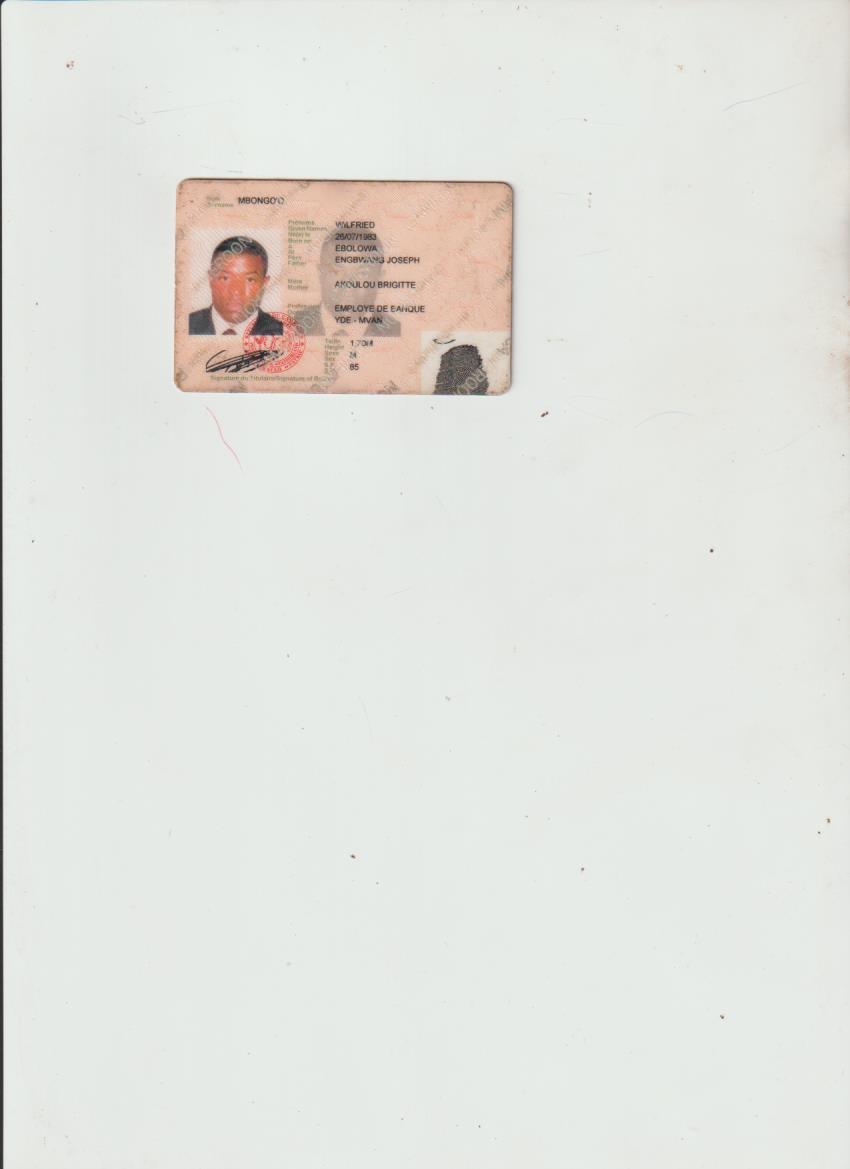 Nom
Surname MBONGO'O
Prénoms
Given Names WILFRIED
Né(e) le
Born on 26/07/1983
A
At EBOLOWA
Père
Father ENGBWANG JOSEPH
Mère
Mother AKOULOU BRIGITTE
EMPLOYE DE BANQUE
YDE - MVAN
Taille
Height 1,70M
Sexe
Sex M
S.P. 85
Signature du Titulaire/Signature of